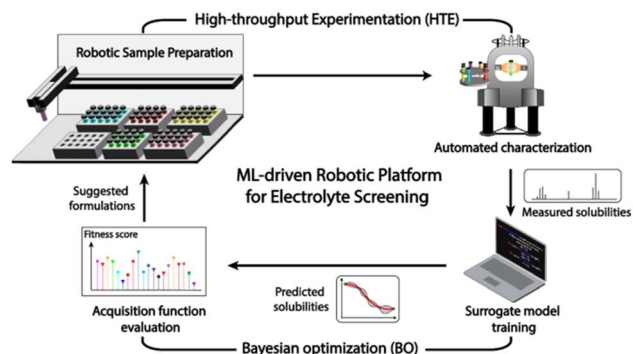 High-throughput Experimentation (HTE)
Robotic Sample Preparation
Automated characterization
ML-driven Robotic Platform
for Electrolyte Screening
Suggested
formulations
Measured solubilities
Fitness score
Predicted
solubilities
Acquisition function
evaluation
Surrogate model
training
Bayesian optimization (BO)